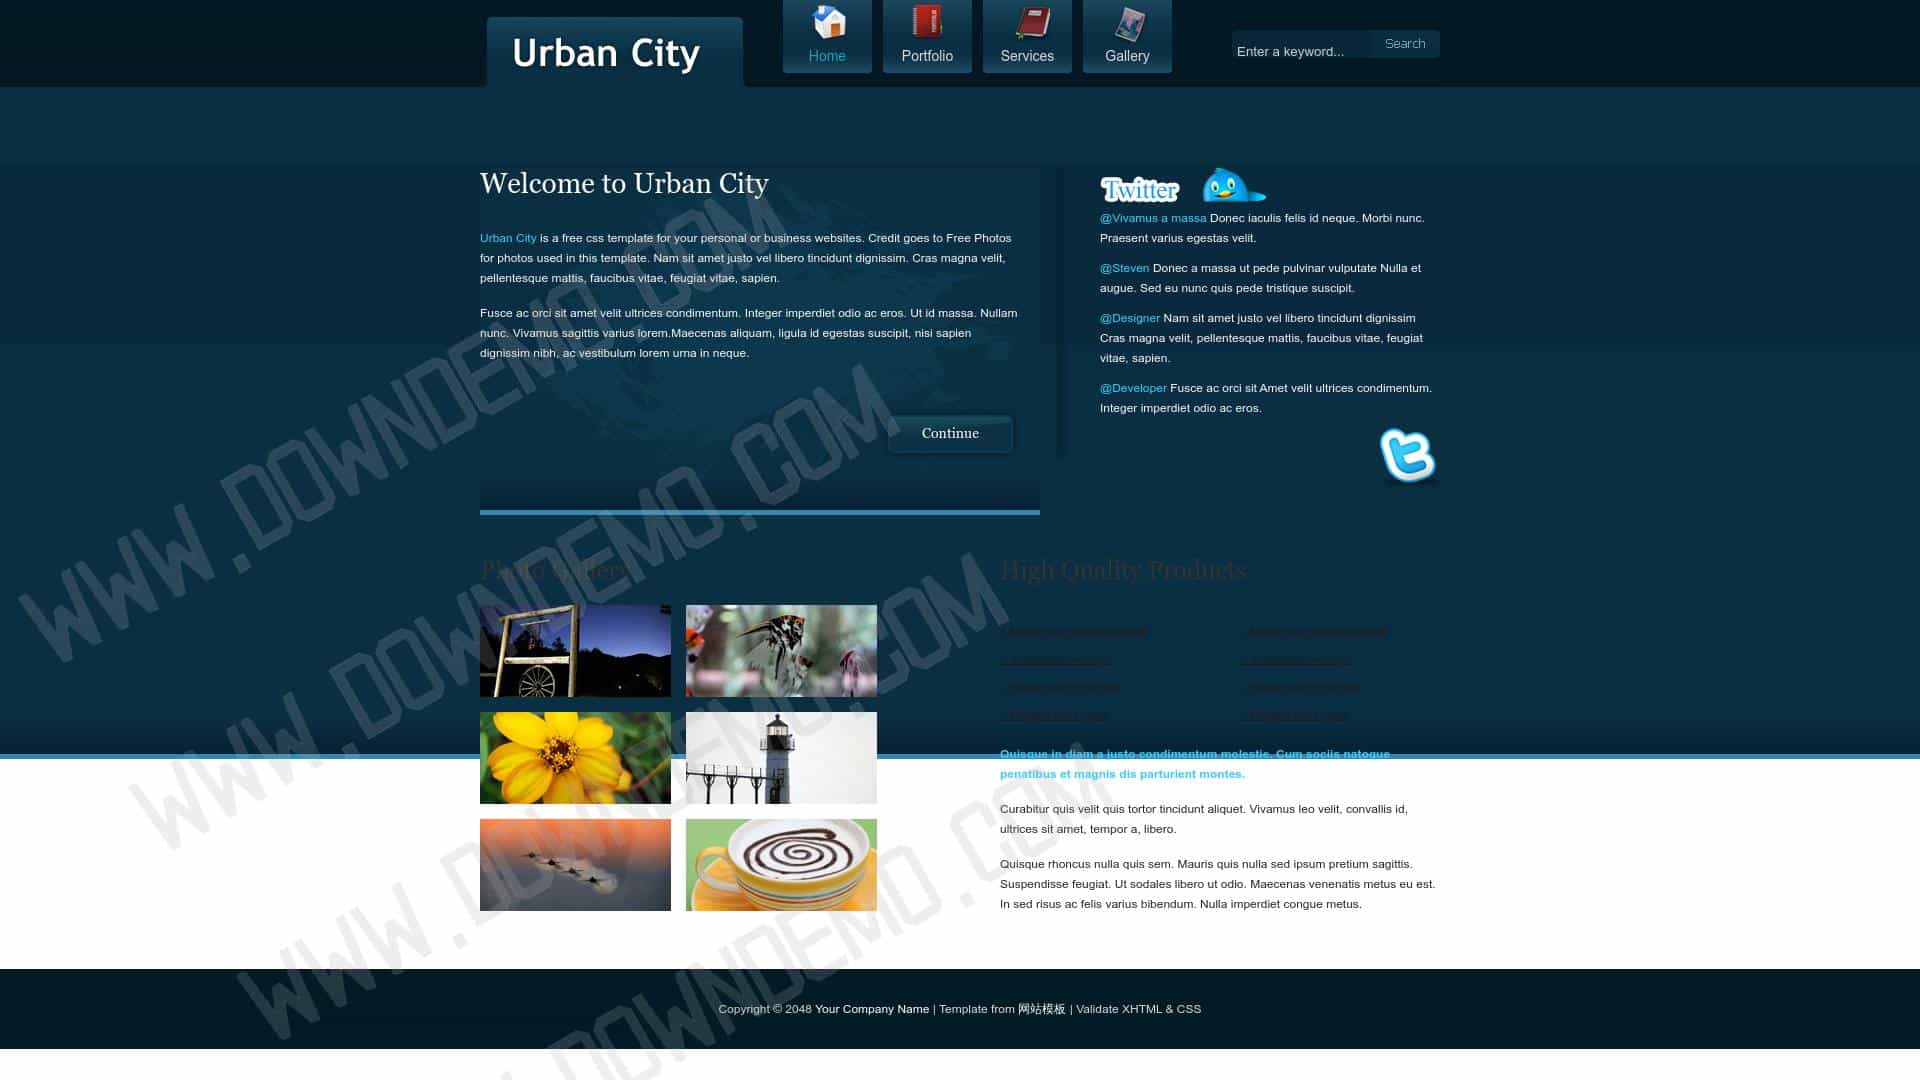 Urban City
Home
Portfolio
Services
Gallery
Enter a keyword...
Search
Welcome to Urban City
Urban City is a free css template for your personal or business websites. Credit goes to Free Photos
for photos used in this template. Nam sit amet justo vel libero tincidunt dignissim. Cras magna velit,
pellentesque mattis, faucibus vitae, feugiat vitae, sapien.
Fusce ac orci sit amet velit ultrices condimentum. Integer imperdiet odio ac eros. Ut id massa. Nullam
nunc. Vivamus sagittis varius lorem.Maecenas aliquam, ligula id egestas suscipit, nisi sapien
dignissim nibh, ac vestibulum lorem urna in neque.
Continue
Twitter
@Vivamus a massa Donec iaculis felis id neque. Morbi nunc.
Praesent varius egestas velit.
@Steven Donec a massa ut pede pulvinar vulputate Nulla et
augue. Sed eu nunc quis pede tristique suscipit.
@Designer Nam sit amet justo vel libero tincidunt dignissim
Cras magna velit, pellentesque mattis, faucibus vitae, feugiat
vitae, sapien.
@Developer Fusce ac orci sit Amet velit ultrices condimentum.
Integer imperdiet odio ac eros.
Photo Gallery
High Quality Products
Quisque in diam a justo condimentum molestie. Cum sociis natoque
penatibus et magnis dis parturient montes.
Curabitur quis velit quis tortor tincidunt aliquet. Vivamus leo velit, convallis id,
ultrices sit amet, tempor a, libero.
Quisque rhoncus nulla quis sem. Mauris quis nulla sed ipsum pretium sagittis.
Suspendisse feugiat. Ut sodales libero ut odio. Maecenas venenatis metus eu est.
In sed risus ac felis varius bibendum. Nulla imperdiet congue metus.
Copyright © 2048 Your Company Name | Template from 网站模板 | Validate XHTML & CSS
WWW.DOWNDEMO.COM
WWW.DOWNDEMO.COM
WWW.DOWNDEMO.COM
.DOWNDEMO.COM